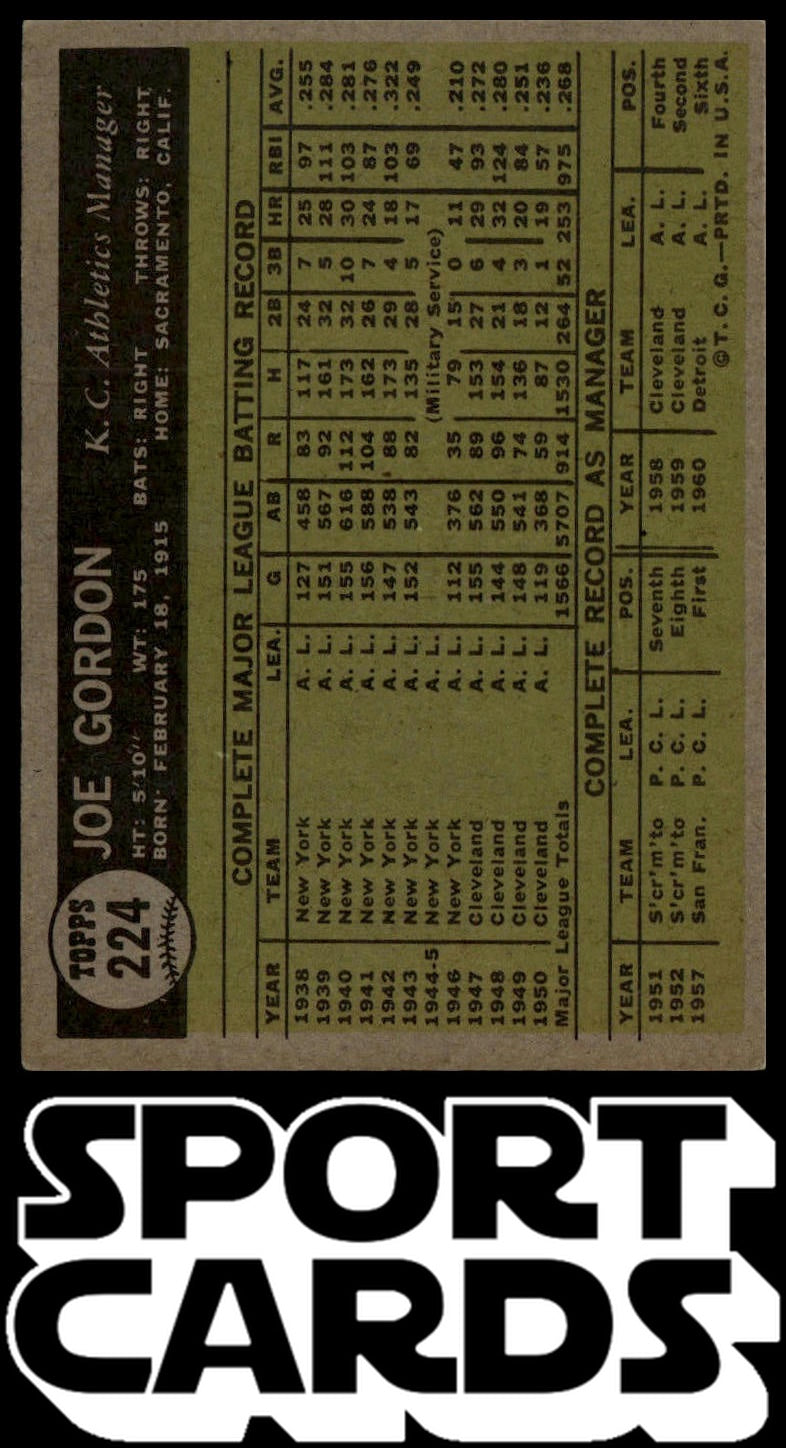 TOPPS
224
JOE GORDON K. C. Athletics Manager
HT: 5'10" WT: 175 BATS: RIGHT THROWS: RIGHT
BORN: FEBRUARY 18, 1915 HOME: SACRAMENTO, CALIF.
COMPLETE MAJOR LEAGUE BATTING RECORD
YEAR TEAM LEA. G AB R H 2B 3B HR RBI AVG.
1938 New York A. L. 127 458 83 117 24 7 25 97 .255
1939 New York A. L. 151 567 92 161 32 5 28 111 .284
1940 New York A. L. 155 616 112 173 32 10 30 103 .281
1941 New York A. L. 156 588 104 162 26 7 24 87 .276
1942 New York A. L. 147 538 88 173 29 4 18 103 .322
1943 New York A. L. 152 543 82 135 28 5 17 69 .249
1944-5 New York A. L. (Military Service)
1946 New York A. L. 112 376 35 79 15 0 11 47 .210
1947 Cleveland A. L. 155 562 89 153 27 6 29 93 .272
1948 Cleveland A. L. 144 550 96 154 21 4 32 124 .280
1949 Cleveland A. L. 148 541 74 136 18 3 20 84 .251
1950 Cleveland A. L. 119 368 59 87 12 1 19 57 .236
Major League Totals 1566 5707 914 1530 264 52 253 975 .268
COMPLETE RECORD AS MANAGER
YEAR TEAM LEA. POS. YEAR TEAM LEA. POS.
1951 S'cr'm'to P. C. L. Seventh 1958 Cleveland A. L. Fourth
1952 S'cr'm'to P. C. L. Eighth 1959 Cleveland A. L. Second
1957 San Fran. P. C. L. First 1960 Detroit A. L. Sixth
©T. C. G.—PRTD. IN U.S.A.
SPORT
CARDS